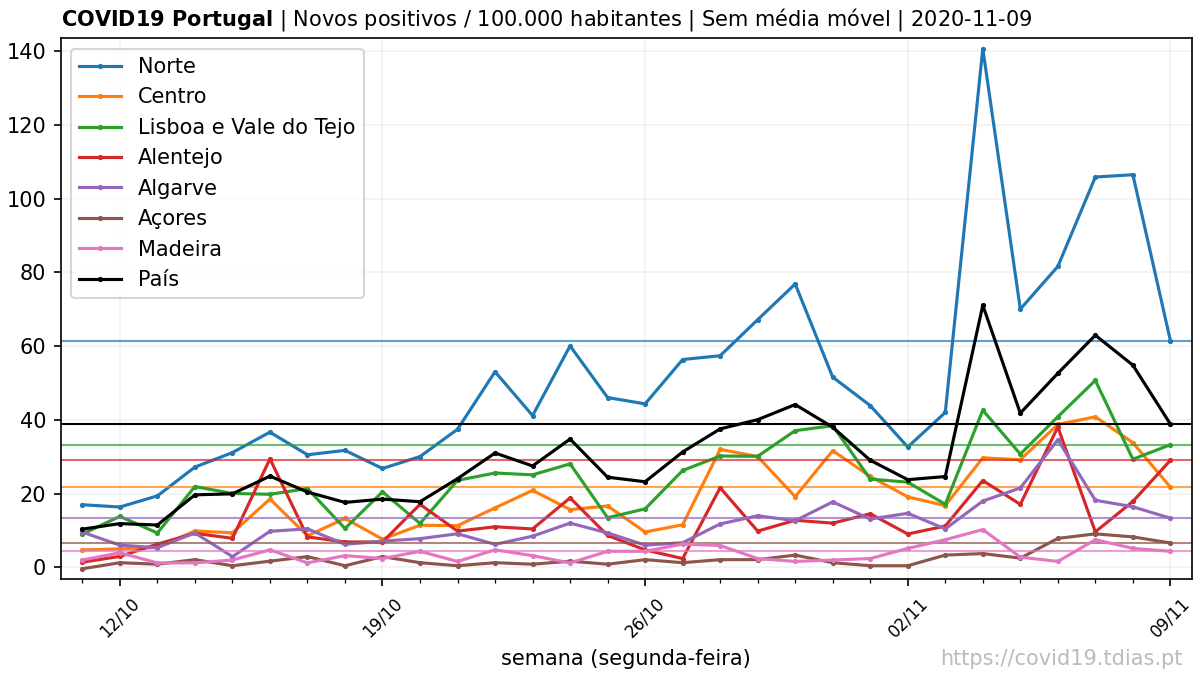 COVID19 Portugal | Novos positivos / 100.000 habitantes | Sem média móvel | 2020-11-09
140
120
100
80
60
40
20
0
Norte
Centro
Lisboa e Vale do Tejo
Alentejo
Algarve
Açores
Madeira
País
12/10
19/10
26/10
02/11
09/11
semana (segunda-feira)
https://covid19.tdias.pt